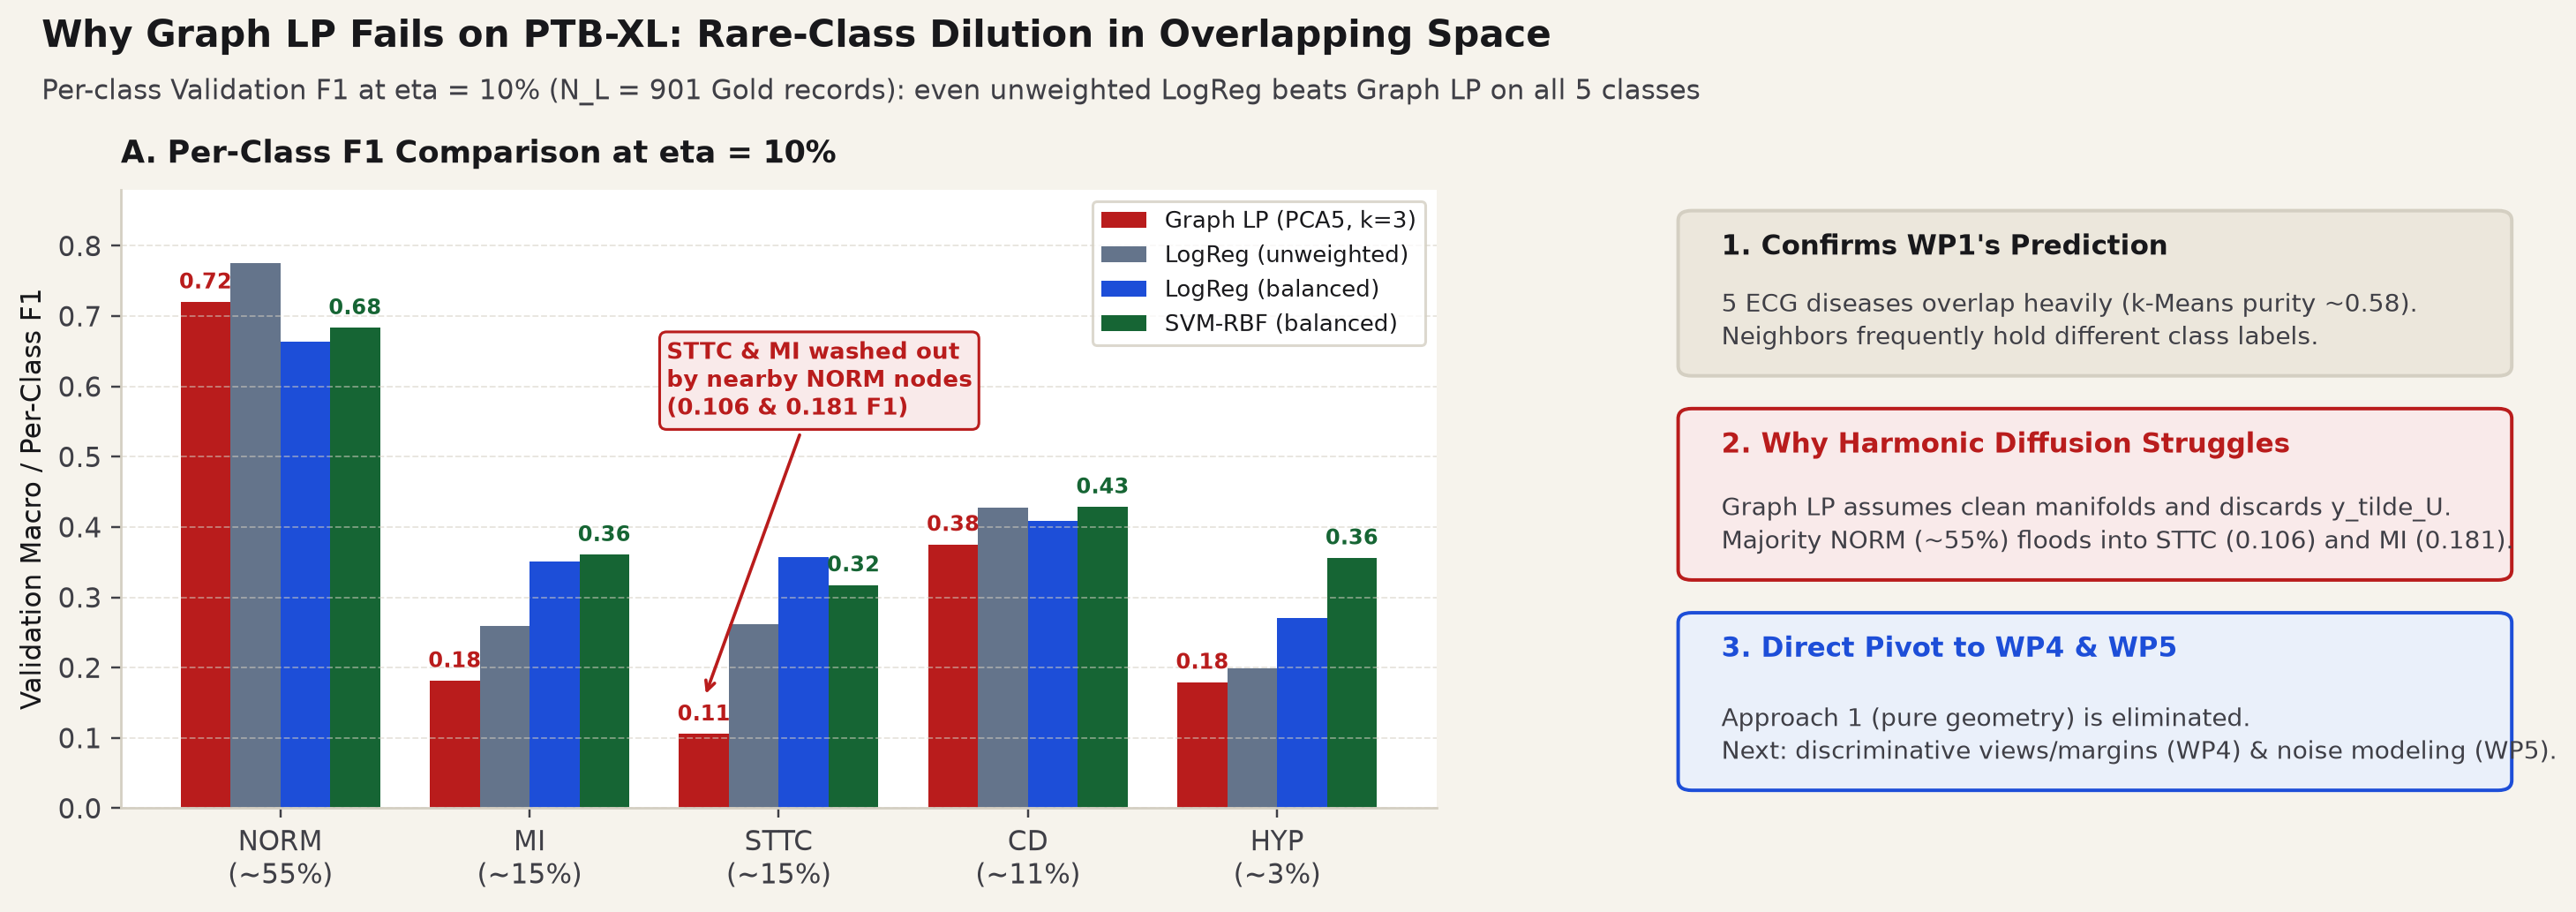 Why Graph LP Fails on PTB-XL: Rare-Class Dilution in Overlapping Space
Per-class Validation F1 at eta = 10% (N_L = 901 Gold records): even unweighted LogReg beats Graph LP on all 5 classes
A. Per-Class F1 Comparison at eta = 10%
Validation Macro / Per-Class F1
0.8
0.7
0.6
0.5
0.4
0.3
0.2
0.1
0.0
Graph LP (PCA5, k=3)
LogReg (unweighted)
LogReg (balanced)
SVM-RBF (balanced)
STTC & MI washed out
by nearby NORM nodes
(0.106 & 0.181 F1)
0.72
0.68
0.18
0.36
0.11
0.32
0.38
0.43
0.18
0.36
NORM
(~55%)
MI
(~15%)
STTC
(~15%)
CD
(~11%)
HYP
(~3%)
1. Confirms WP1's Prediction
5 ECG diseases overlap heavily (k-Means purity ~0.58).
Neighbors frequently hold different class labels.
2. Why Harmonic Diffusion Struggles
Graph LP assumes clean manifolds and discards y_tilde_U.
Majority NORM (~55%) floods into STTC (0.106) and MI (0.181).
3. Direct Pivot to WP4 & WP5
Approach 1 (pure geometry) is eliminated.
Next: discriminative views/margins (WP4) & noise modeling (WP5).